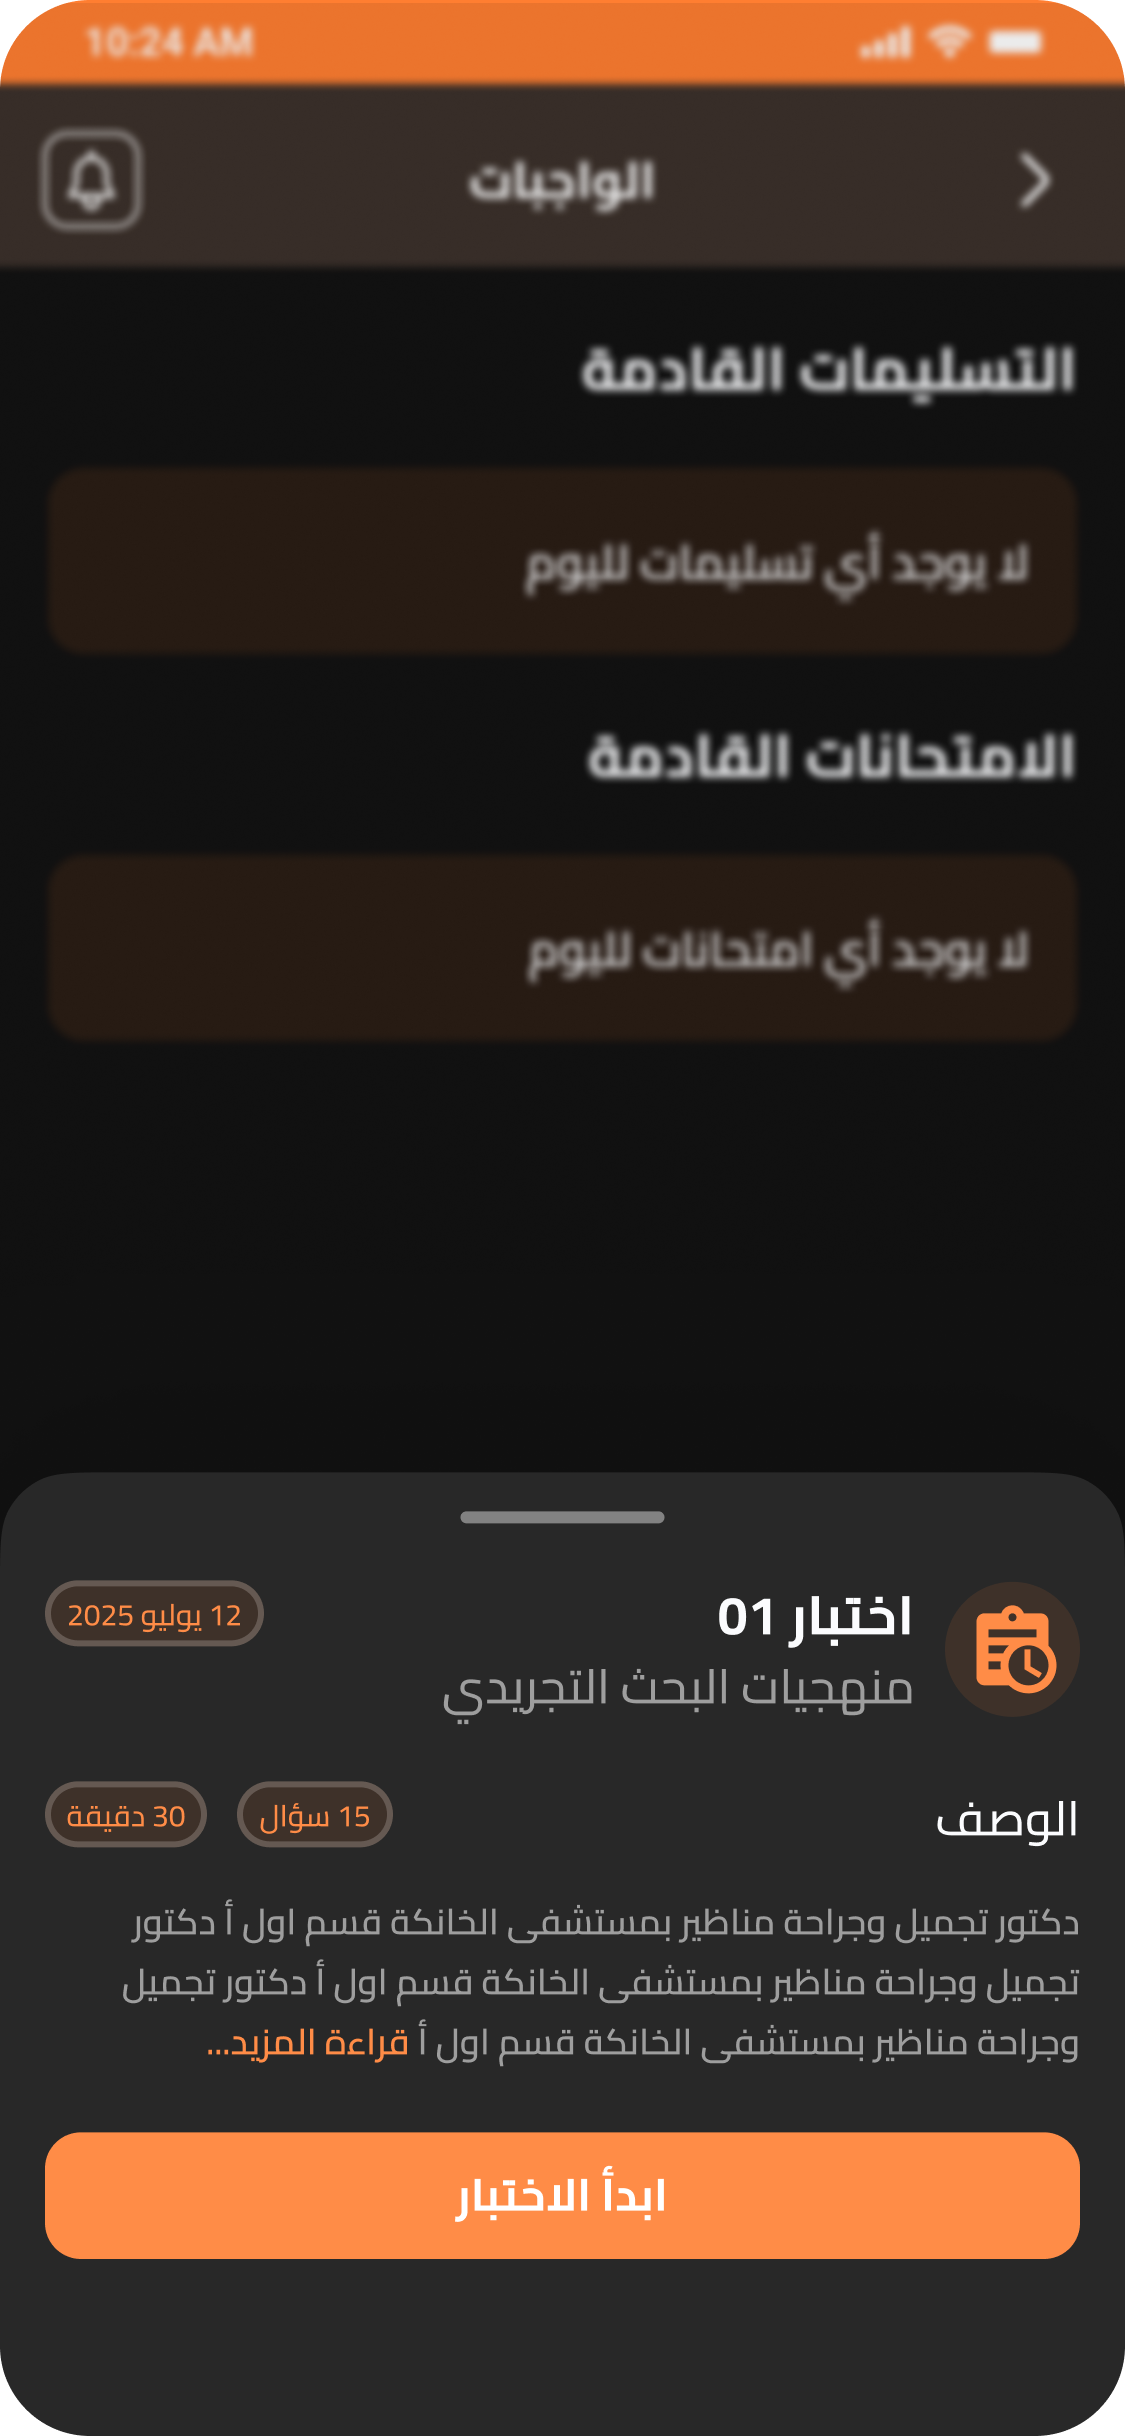 10:24 AM
الواجبات
التسليمات القادمة
لا يوجد أي تسليمات لليوم
الامتحانات القادمة
لا يوجد أي امتحانات لليوم
اختبار 01
12 يوليو 2025
منهجيات البحث التجريدي
الوصف
15 سؤال
30 دقيقة
دكتور تجميل وجراحة مناظير بمستشفى الخانكة قسم اول أ دكتور
تجميل وجراحة مناظير بمستشفى الخانكة قسم اول أ دكتور تجميل
وجراحة مناظير بمستشفى الخانكة قسم اول أ قراءة المزيد...
ابدأ الاختبار